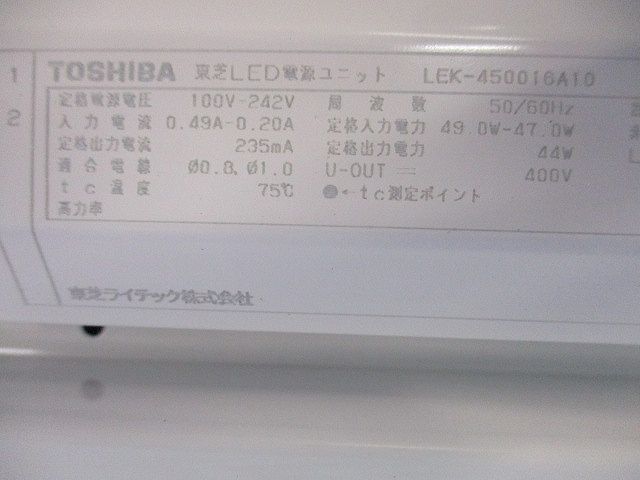 1
2
TOSHIBA 東芝LED電源ユニット LEK-450016A10
定格電源電圧 100V-242V 周波数 50/60Hz
入力電流 0.49A-0.20A 定格入力電力 49.0W-47.0W
定格出力電流 235mA 定格出力電力 44W
適合電線 Ø0.8,Ø1.0 U-OUT ⎓ 400V
tc温度 75℃ ●←tc測定ポイント
高力率
東芝ライテック株式会社